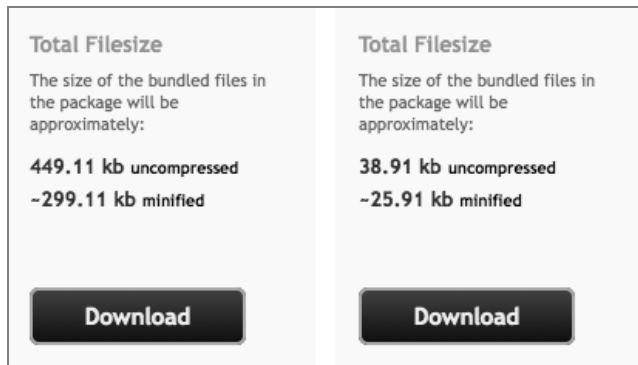 Total Filesize
The size of the bundled files in
the package will be
approximately:
449.11 kb uncompressed
~299.11 kb minified
Download
Total Filesize
The size of the bundled files in
the package will be
approximately:
38.91 kb uncompressed
~25.91 kb minified
Download